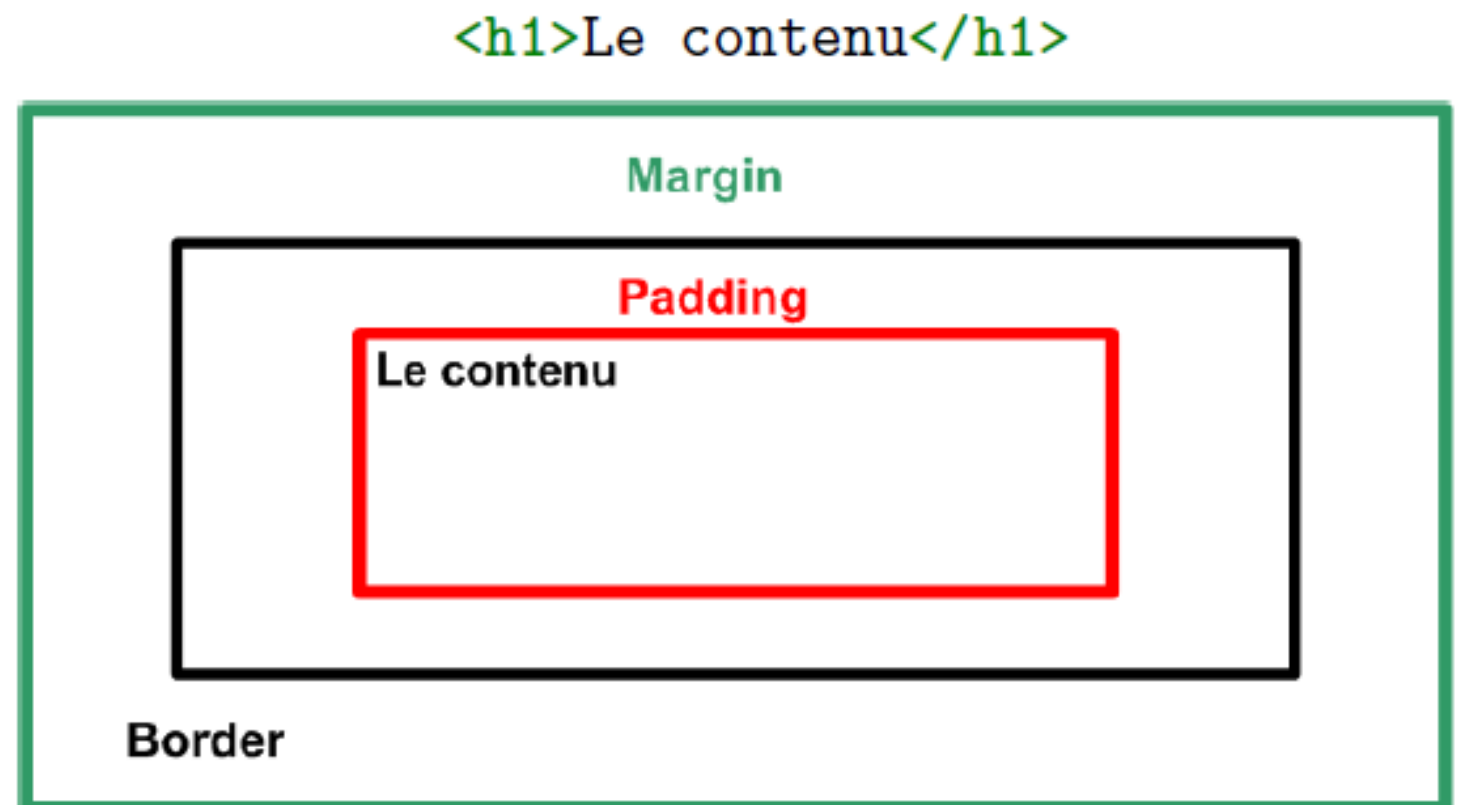 <h1>Le contenu</h1>
Margin
Padding
Le contenu
Border